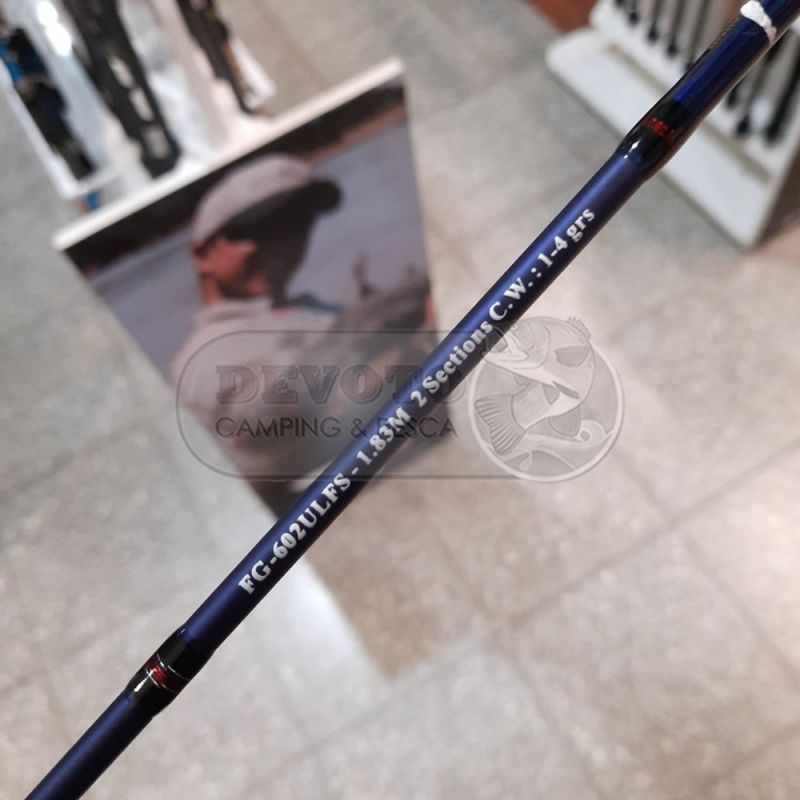 FG-602ULFS - 1.83M 2 Sections C.W.: 1-4 grs
DEVOTO
CAMPING & PESCA